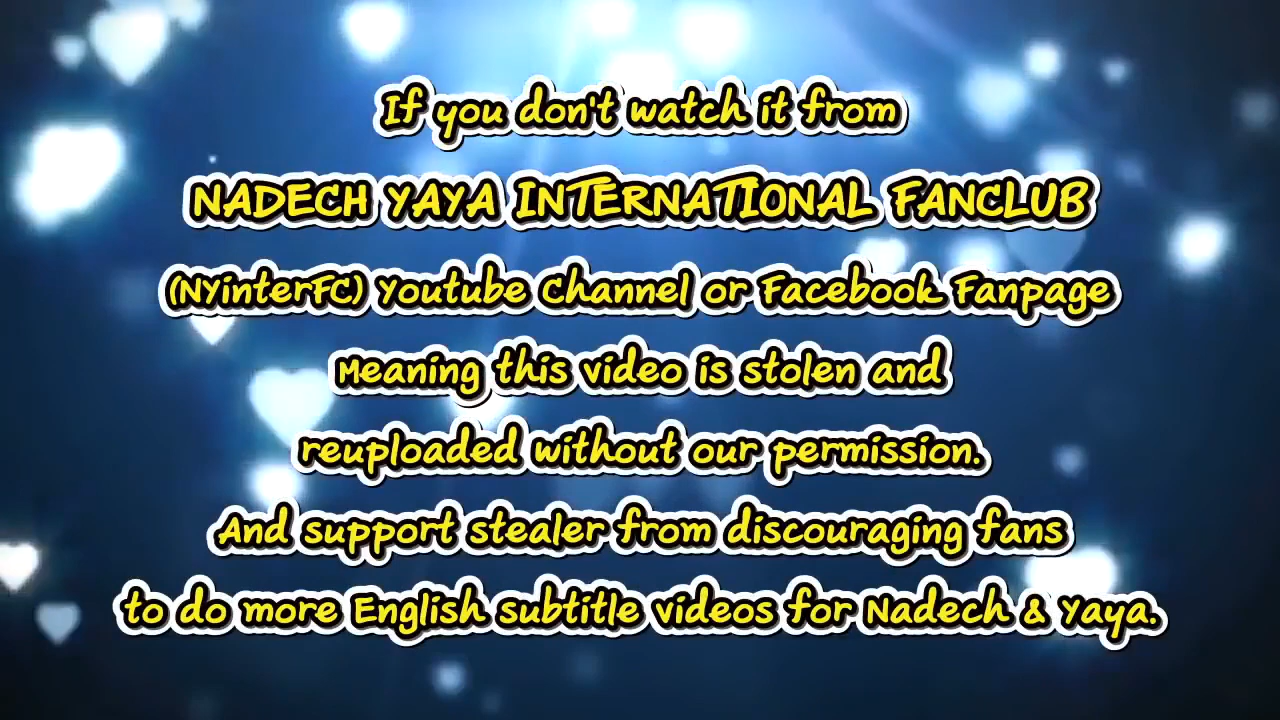 If you don't watch it from
NADECH YAYA INTERNATIONAL FANCLUB
(NYinterFC) Youtube Channel or Facebook Fanpage
Meaning this video is stolen and
reuploaded without our permission.
And support stealer from discouraging fans
to do more English subtitle videos for Nadech & Yaya.